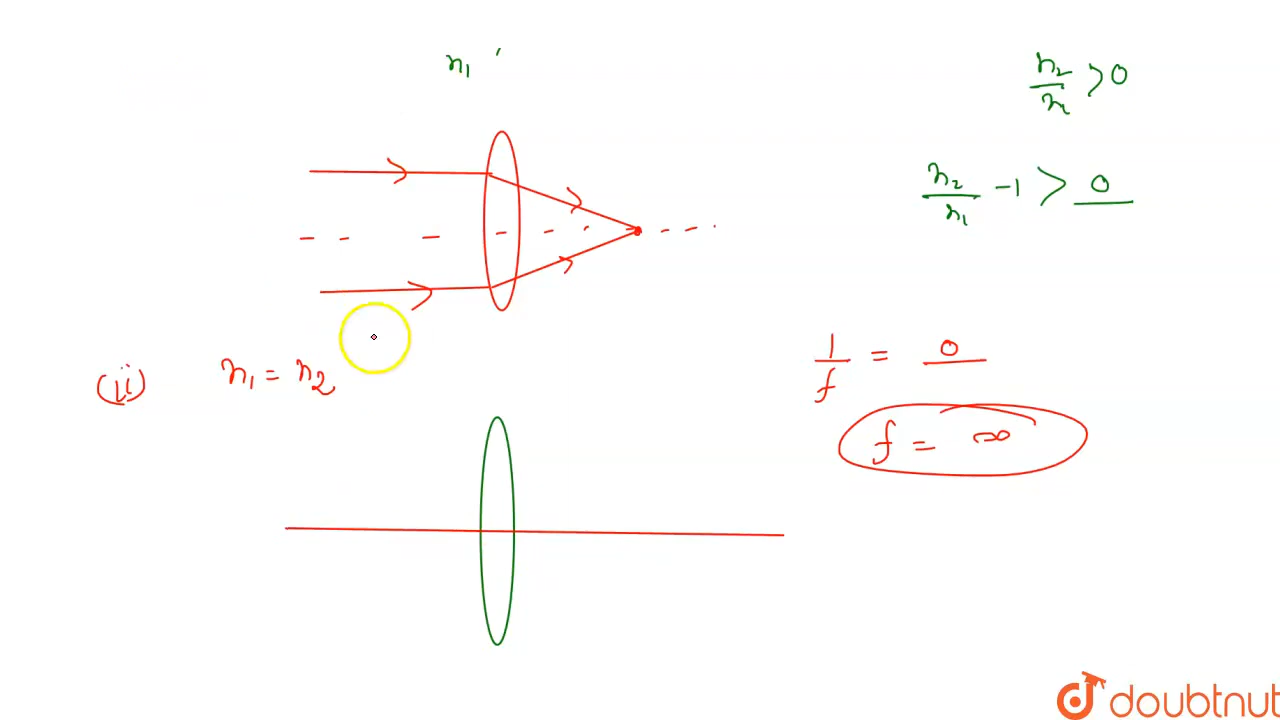 n₁ '
n₂/n₁ > 0
n₂/n₁ - 1 > 0
(ii) n₁ = n₂
1/f = 0
f = ∞
doubtnut